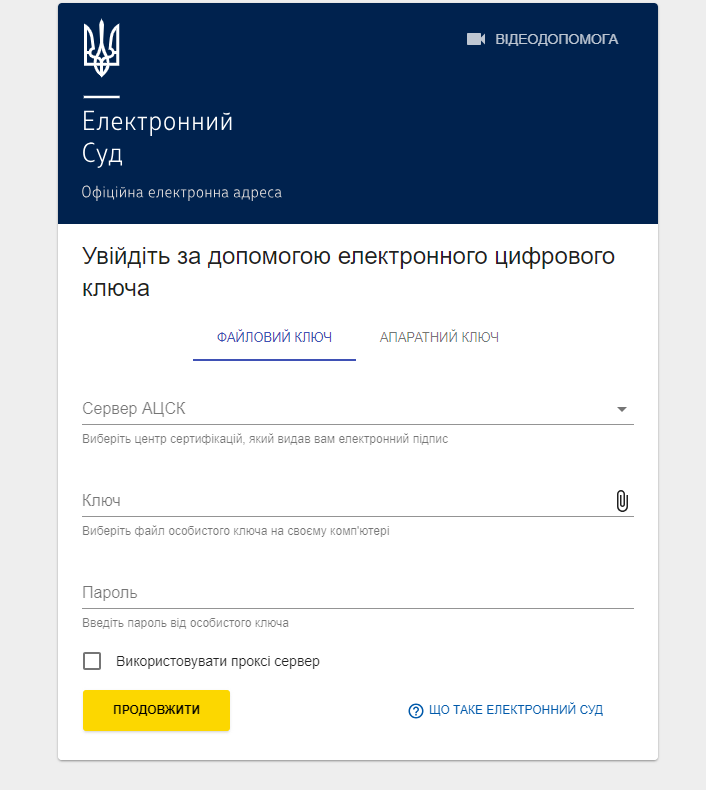 ВІДЕОДОПОМОГА
Електронний
Суд
Офіційна електронна адреса
Увійдіть за допомогою електронного цифрового
ключа
ФАЙЛОВИЙ КЛЮЧ
АПАРАТНИЙ КЛЮЧ
Сервер АЦСК
Виберіть центр сертифікацій, який видав вам електронний підпис
Ключ
Виберіть файл особистого ключа на своєму комп'ютері
Пароль
Введіть пароль від особистого ключа
Використовувати проксі сервер
ПРОДОВЖИТИ
ЩО ТАКЕ ЕЛЕКТРОННИЙ СУД